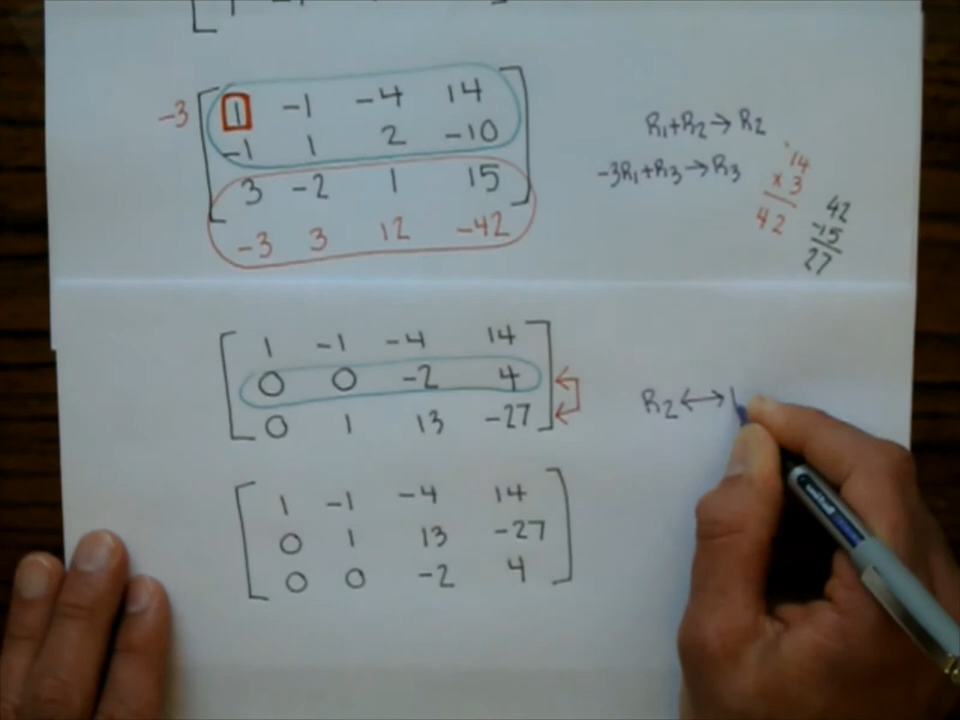 -3
1 -1 -4 14
-1 1 2 -10
3 -2 1 15
-3 3 12 -42
R1+R2→R2
-3R1+R3→R3
14
x 3
42
42
-15
27
1 -1 -4 14
0 0 -2 4
0 1 13 -27
R2↔
1 -1 -4 14
0 1 13 -27
0 0 -2 4